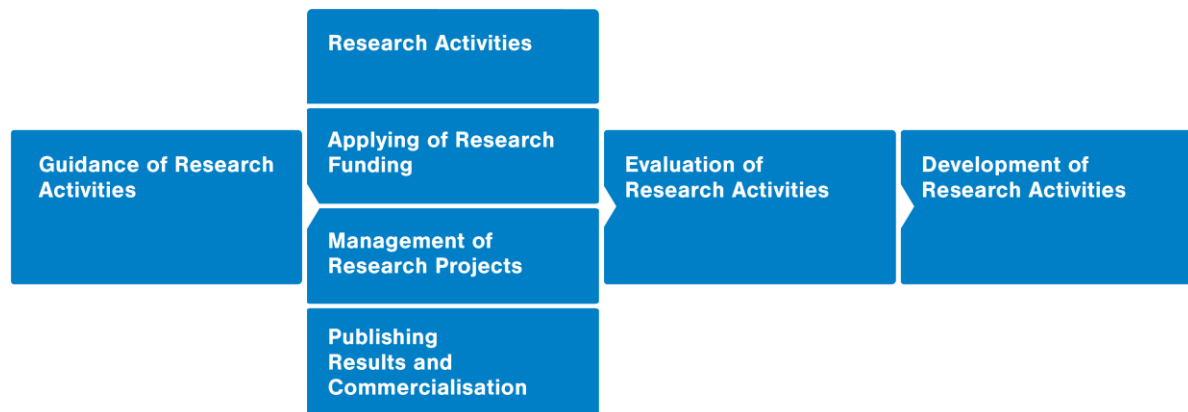 Guidance of Research
Activities
Research Activities
Applying of Research
Funding
Management of
Research Projects
Publishing
Results and
Commercialisation
Evaluation of
Research Activities
Development of
Research Activities